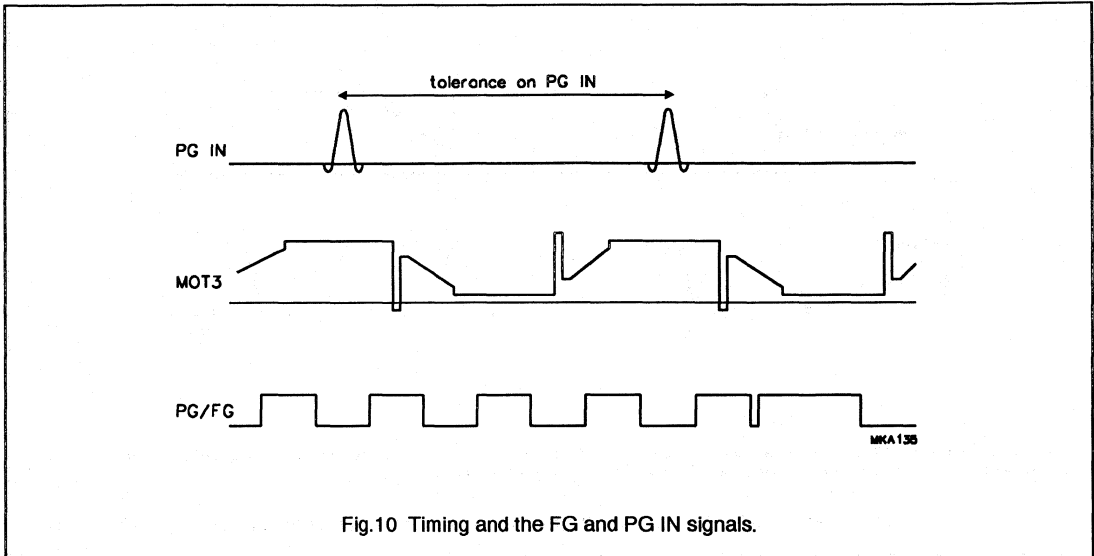 tolerance on PG IN
PG IN
MOT3
PG/FG
MKA135
Fig.10 Timing and the FG and PG IN signals.